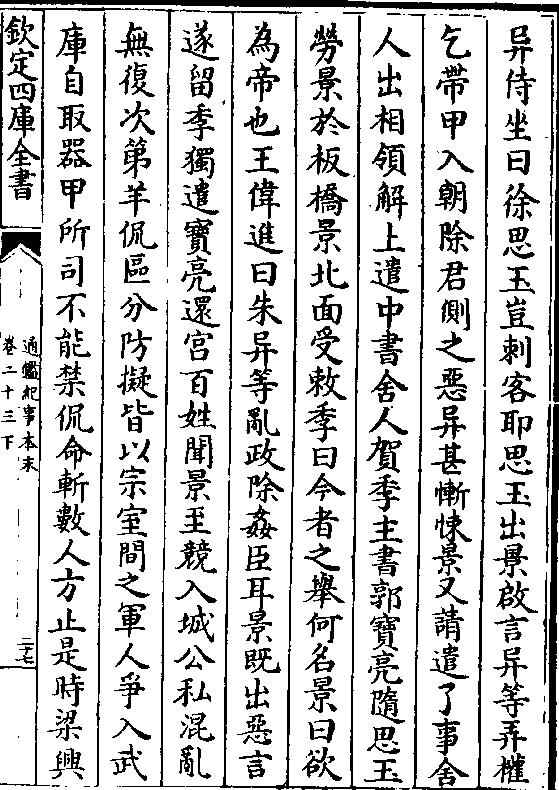 异侍坐曰徐思玉豈刺客耶思玉出景啟言异等弄權
乞帶甲入朝除君側之惡异甚慚悚景又請遣了事舍
人出相領解上遣中書舍人賀季主書郭寶亮隨思玉
勞景於板橋景北面受敕季曰今者之舉何名景曰欲
為帝也王偉進曰朱异等亂政除姦臣耳景既出惡言
遂留季獨遣寶亮還宮百姓聞景至競入城公私混亂
無復次第羊侃區分防擬皆以宗室間之軍人爭入武
庫自取器甲所司不能禁侃命斬數人方止是時梁興
欽定四庫全書
通鑑紀事本末
卷二十三下
二十七